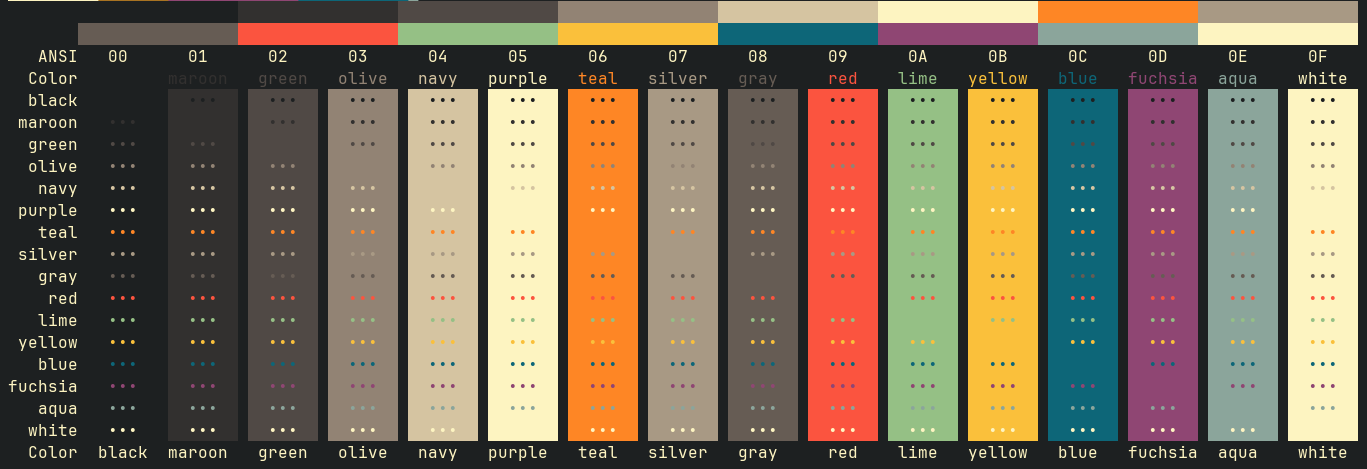 ANSI 00 01 02 03 04 05 06 07 08 09 0A 0B 0C 0D 0E 0F
Color maroon green olive navy purple teal silver gray red lime yellow blue fuchsia aqua white
black
maroon
green
olive
navy
purple
teal
silver
gray
red
lime
yellow
blue
fuchsia
aqua
white
Color black maroon green olive navy purple teal silver gray red lime yellow blue fuchsia aqua white